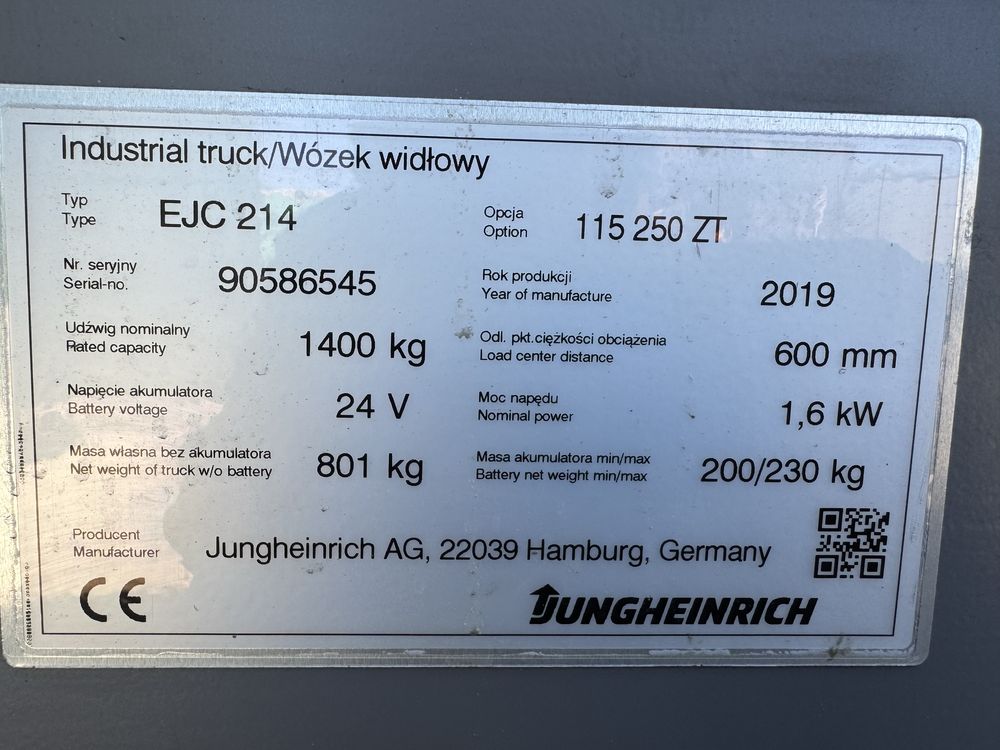 Industrial truck/Wózek widłowy
Typ
Type
EJC 214
Opcja
Option
115 250 ZT
Nr. seryjny
Serial-no.
90586545
Rok produkcji
Year of manufacture
2019
Udźwig nominalny
Rated capacity
1400 kg
Odl. pkt.ciężkości obciążenia
Load center distance
600 mm
Napięcie akumulatora
Battery voltage
24 V
Moc napędu
Nominal power
1,6 kW
Masa własna bez akumulatora
Net weight of truck w/o battery
801 kg
Masa akumulatora min/max
Battery net weight min/max
200/230 kg
Producent
Manufacturer
Jungheinrich AG, 22039 Hamburg, Germany
CE
JUNGHEINRICH